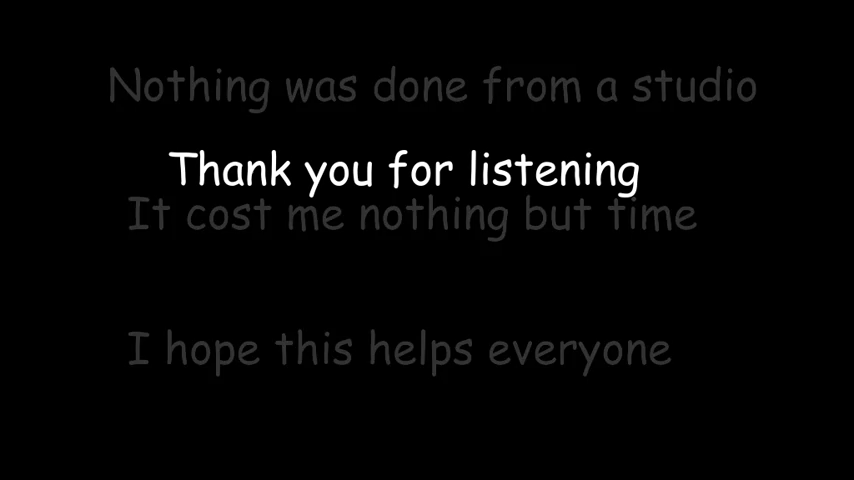 Nothing was done from a studio
Thank you for listening
It cost me nothing but time
I hope this helps everyone